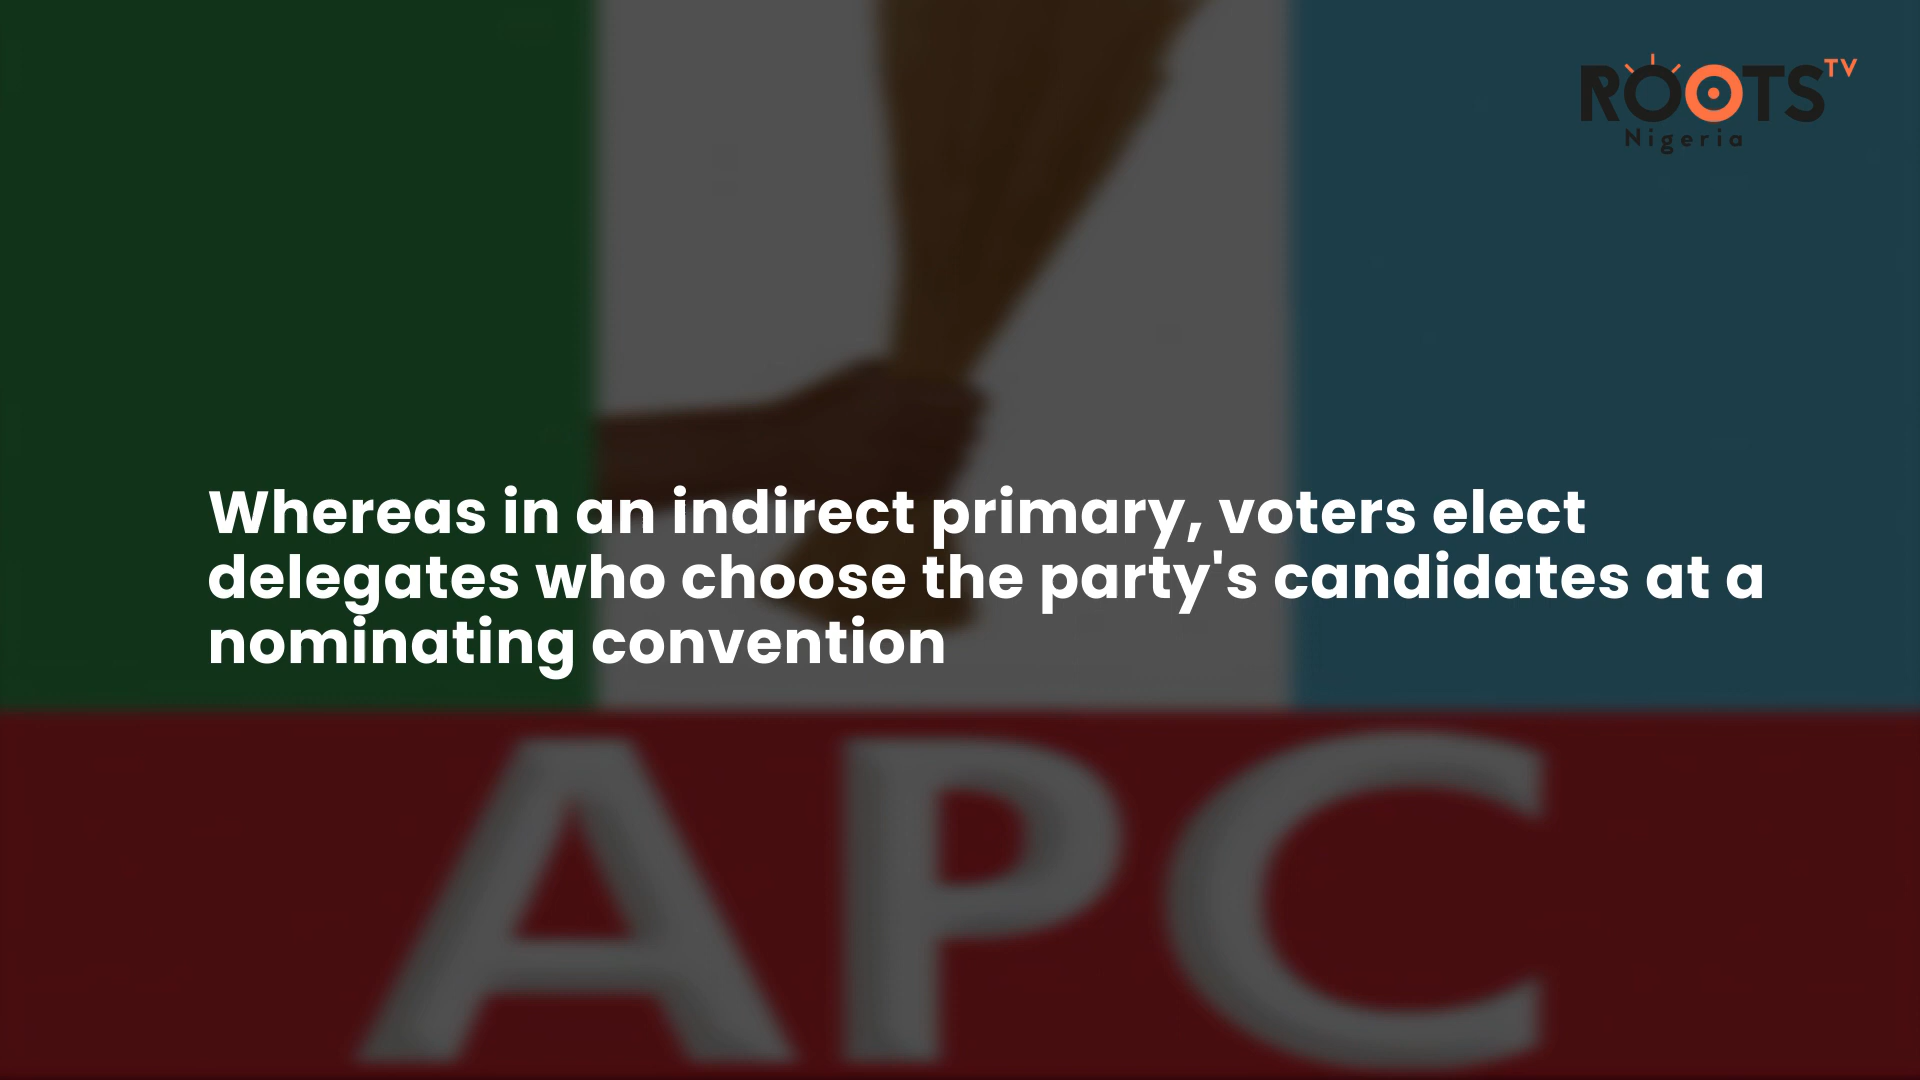 ROOTS TV
Nigeria
Whereas in an indirect primary, voters elect
delegates who choose the party's candidates at a
nominating convention
APC